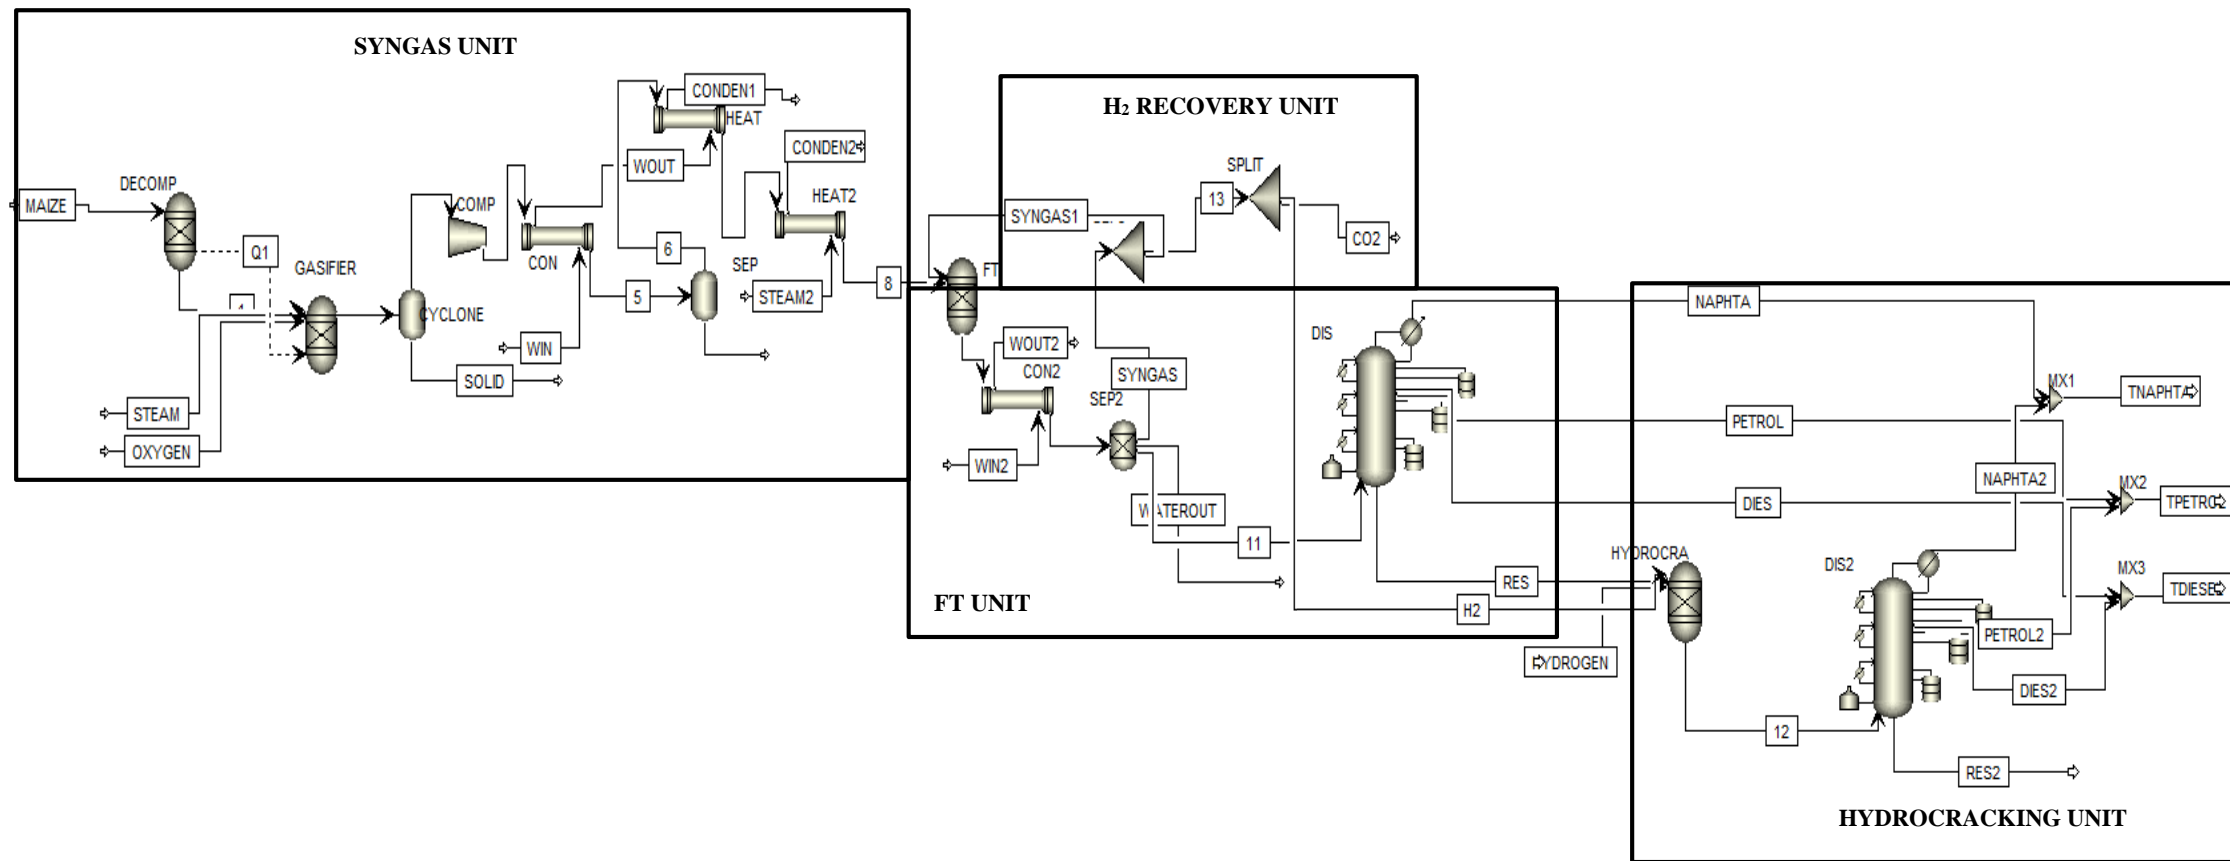 SYNGAS UNIT
CONDEN1
HEAT
CONDEN2
WOUT
HEAT2
DECOMP
MAIZE
COMP
CON
Q1
GASIFIER
6
SEP
5
STEAM2
8
CYCLONE
WIN
SOLID
STEAM
OXYGEN
H2 RECOVERY UNIT
SPLIT
13
SYNGAS1
CO2
FT
WOUT2
CON2
SYNGAS
SEP2
WIN2
WATEROUT
11
DIS
RES
H2
FT UNIT
NAPHTA
PETROL
DIES
HYDROCRA
HYDROGEN
MX1
TNAPHTA
NAPHTA2
MX2
TPETRO2
MX3
TDIESE2
DIS2
PETROL2
DIES2
12
RES2
HYDROCRACKING UNIT